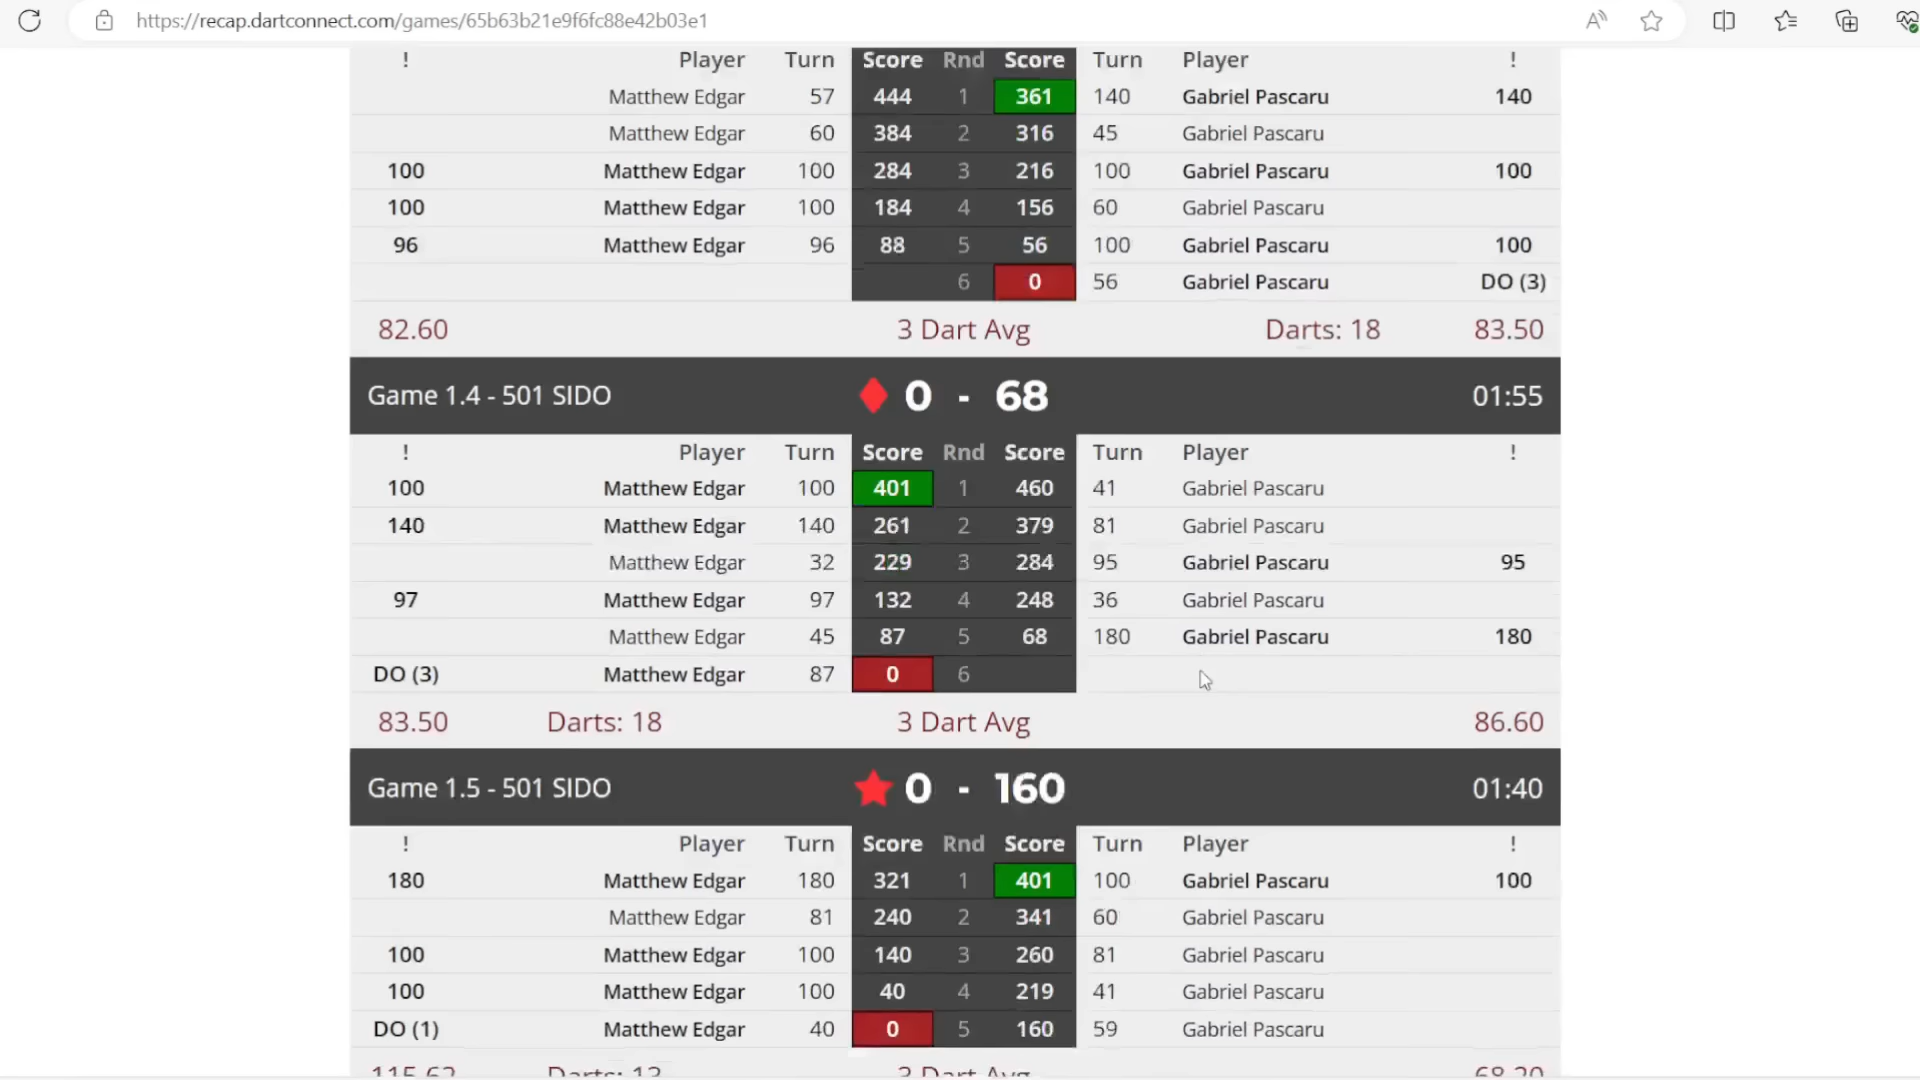 https://recap.dartconnect.com/games/65b63b21e9f6fc88e42b03e1
! Player Turn Score Rnd Score Turn Player !
Matthew Edgar 57 444 1 361 140 Gabriel Pascaru 140
Matthew Edgar 60 384 2 316 45 Gabriel Pascaru
100 Matthew Edgar 100 284 3 216 100 Gabriel Pascaru 100
100 Matthew Edgar 100 184 4 156 60 Gabriel Pascaru
96 Matthew Edgar 96 88 5 56 100 Gabriel Pascaru 100
6 0 56 Gabriel Pascaru DO (3)
82.60 3 Dart Avg Darts: 18 83.50
Game 1.4 - 501 SIDO 0 - 68 01:55
! Player Turn Score Rnd Score Turn Player !
100 Matthew Edgar 100 401 1 460 41 Gabriel Pascaru
140 Matthew Edgar 140 261 2 379 81 Gabriel Pascaru
Matthew Edgar 32 229 3 284 95 Gabriel Pascaru 95
97 Matthew Edgar 97 132 4 248 36 Gabriel Pascaru
Matthew Edgar 45 87 5 68 180 Gabriel Pascaru 180
DO (3) Matthew Edgar 87 0 6
83.50 Darts: 18 3 Dart Avg 86.60
Game 1.5 - 501 SIDO 0 - 160 01:40
! Player Turn Score Rnd Score Turn Player !
180 Matthew Edgar 180 321 1 401 100 Gabriel Pascaru 100
Matthew Edgar 81 240 2 341 60 Gabriel Pascaru
100 Matthew Edgar 100 140 3 260 81 Gabriel Pascaru
100 Matthew Edgar 100 40 4 219 41 Gabriel Pascaru
DO (1) Matthew Edgar 40 0 5 160 59 Gabriel Pascaru
115.62 Darts: 13 3 Dart Avg 68.20